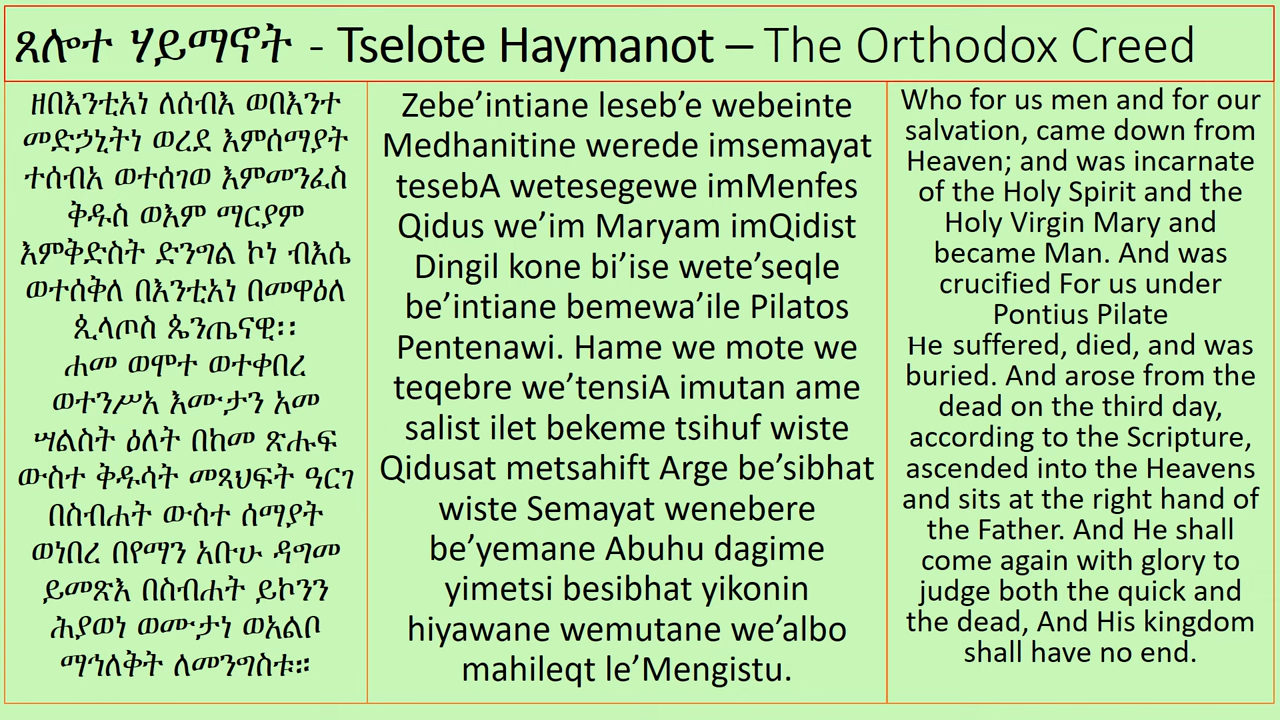 ጸሎተ ሃይማኖት - Tselote Haymanot – The Orthodox Creed
ዘበእንቲአነ ለሰብእ ወበእንተ
መድኃኒትነ ወረደ እምሰማያት
ተሰብአ ወተሰገወ እምመንፈስ
ቅዱስ ወእም ማርያም
እምቅድስት ድንግል ኮነ ብእሴ
ወተሰቅለ በእንቲአነ በመዋዕለ
ጲላጦስ ጴንጤናዊ፡፡
ሐመ ወሞተ ወተቀበረ
ወተንሥአ እሙታን አመ
ሣልስት ዕለት በከመ ጽሑፍ
ውስተ ቅዱሳት መጻህፍት ዓርገ
በስብሐት ውስተ ሰማያት
ወነበረ በየማን አቡሁ ዳግመ
ይመጽእ በስብሐት ይኮንን
ሕያወነ ወሙታነ ወአልቦ
ማኅለቅት ለመንግስቱ።
Zebe’intiane leseb’e webeinte
Medhanitine werede imsemayat
tesebA wetesegewe imMenfes
Qidus we’im Maryam imQidist
Dingil kone bi’ise wete’seqle
be’intiane bemewa’ile Pilatos
Pentenawi. Hame we mote we
teqebre we’tensiA imutan ame
salist ilet bekeme tsihuf wiste
Qidusat metsahift Arge be’sibhat
wiste Semayat wenebere
be’yemane Abuhu dagime
yimetsi besibhat yikonin
hiyawane wemutane we’albo
mahileqt le’Mengistu.
Who for us men and for our
salvation, came down from
Heaven; and was incarnate
of the Holy Spirit and the
Holy Virgin Mary and
became Man. And was
crucified For us under
Pontius Pilate
He suffered, died, and was
buried. And arose from the
dead on the third day,
according to the Scripture,
ascended into the Heavens
and sits at the right hand of
the Father. And He shall
come again with glory to
judge both the quick and
the dead, And His kingdom
shall have no end.